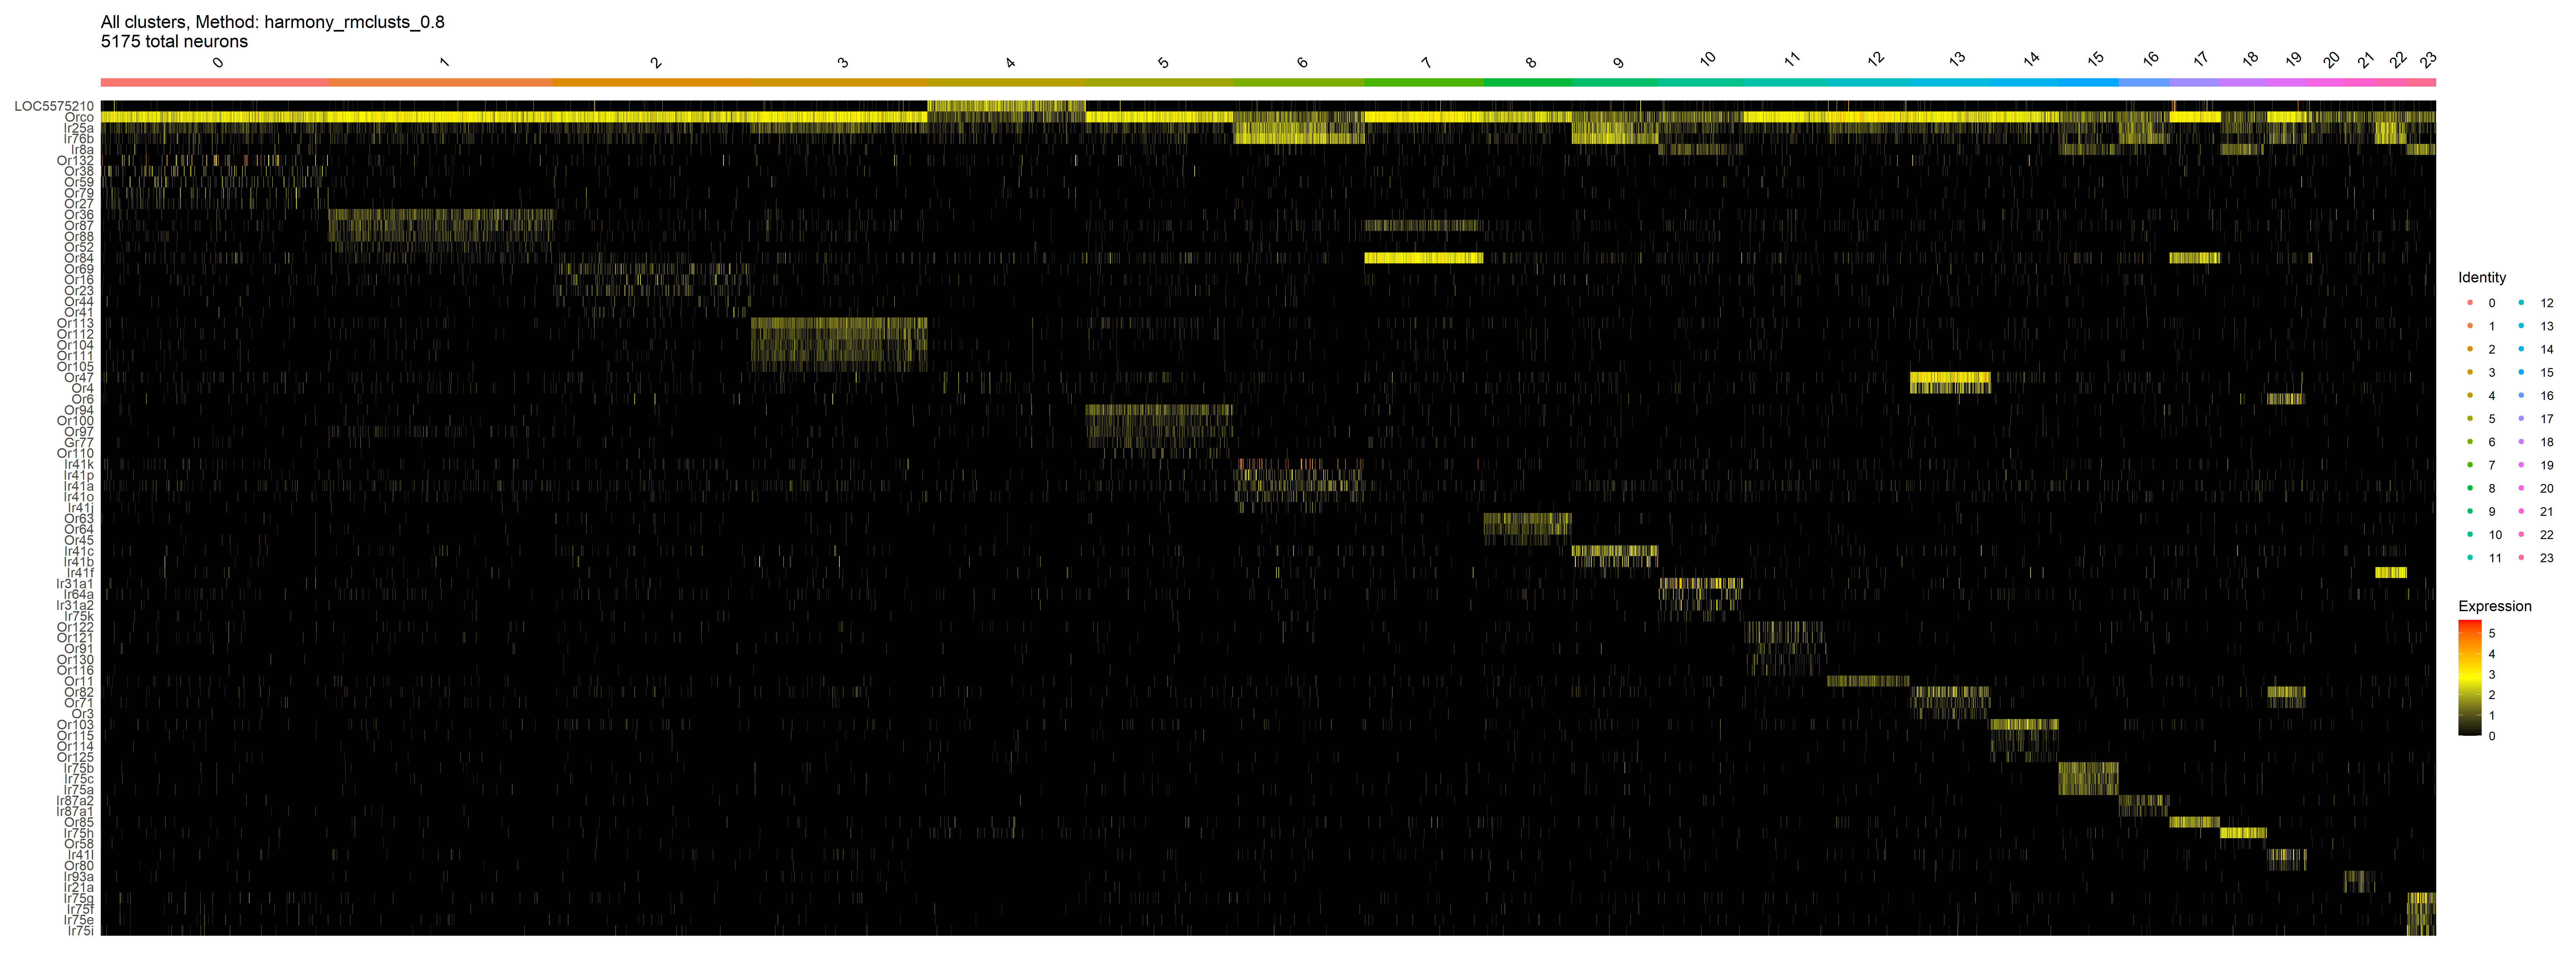 All clusters, Method: harmony_rmclusts_0.8
5175 total neurons
0 1 2 3 4 5 6 7 8 9 10 11 12 13 14 15 16 17 18 19 20 21 22 23
LOC5575210
Orco
Ir25a
Ir76b
Ir8a
Or132
Or38
Or59
Or79
Or27
Or36
Or87
Or88
Or52
Or84
Or69
Or16
Or23
Or44
Or41
Or113
Or112
Or104
Or111
Or105
Or47
Or4
Or6
Or94
Or100
Or97
Gr77
Or110
Ir41k
Ir41p
Ir41a
Ir41o
Ir41j
Or63
Or64
Or45
Ir41c
Ir41b
Ir41f
Ir31a1
Ir64a
Ir31a2
Ir75k
Or122
Or121
Or91
Or130
Or116
Or11
Or82
Or71
Or3
Or103
Or115
Or114
Or125
Ir75b
Ir75c
Ir75a
Ir87a2
Ir87a1
Or85
Ir75h
Or58
Ir41l
Or80
Ir93a
Ir21a
Ir75g
Ir75f
Ir75e
Ir75i
Identity
0 12
1 13
2 14
3 15
4 16
5 17
6 18
7 19
8 20
9 21
10 22
11 23
Expression
5
4
3
2
1
0